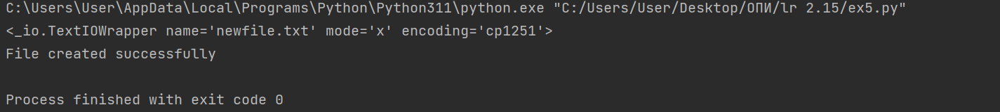 C:\Users\User\AppData\Local\Programs\Python\Python311\python.exe "C:/Users/User/Desktop/ОПИ/lr 2.15/ex5.py"
<_io.TextIOWrapper name='newfile.txt' mode='x' encoding='cp1251'>
File created successfully
Process finished with exit code 0